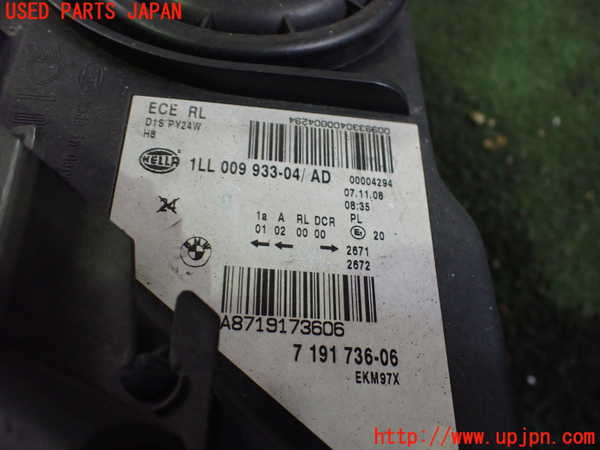 USED PARTS JAPAN
ECE RL
D1S PY24W
H8
0099330400004294
HELLA
1LL 009 933-04/ AD
00004294
07.11.06
08:35
1a A RL DCR PL
01 02 00 00 E1 20
2671
2672
A8719173606
7 191 736-06
EKM97X
http://www.upjpn.com